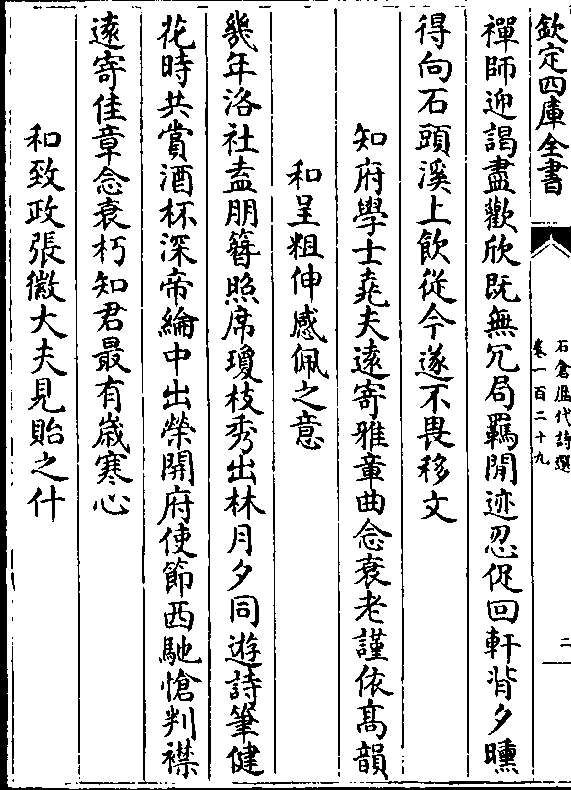 欽定四庫全書
石倉歴代詩選
卷一百二十九
二
禪師迎謁盡歡欣既無冗局羈閒迹忍促回軒背夕曛
得向石頭溪上飲從今遂不畏移文
知府學士堯夫遠寄雅章曲念衰老謹依髙韻
和呈粗伸感佩之意
幾年洛社盍朋簪照席瓊枝秀出林月夕同遊詩筆健
花時共賞酒杯深帝綸中出榮開府使節西馳愴判襟
遠寄佳章念衰朽知君最有歳寒心
和致政張徽大夫見貽之什